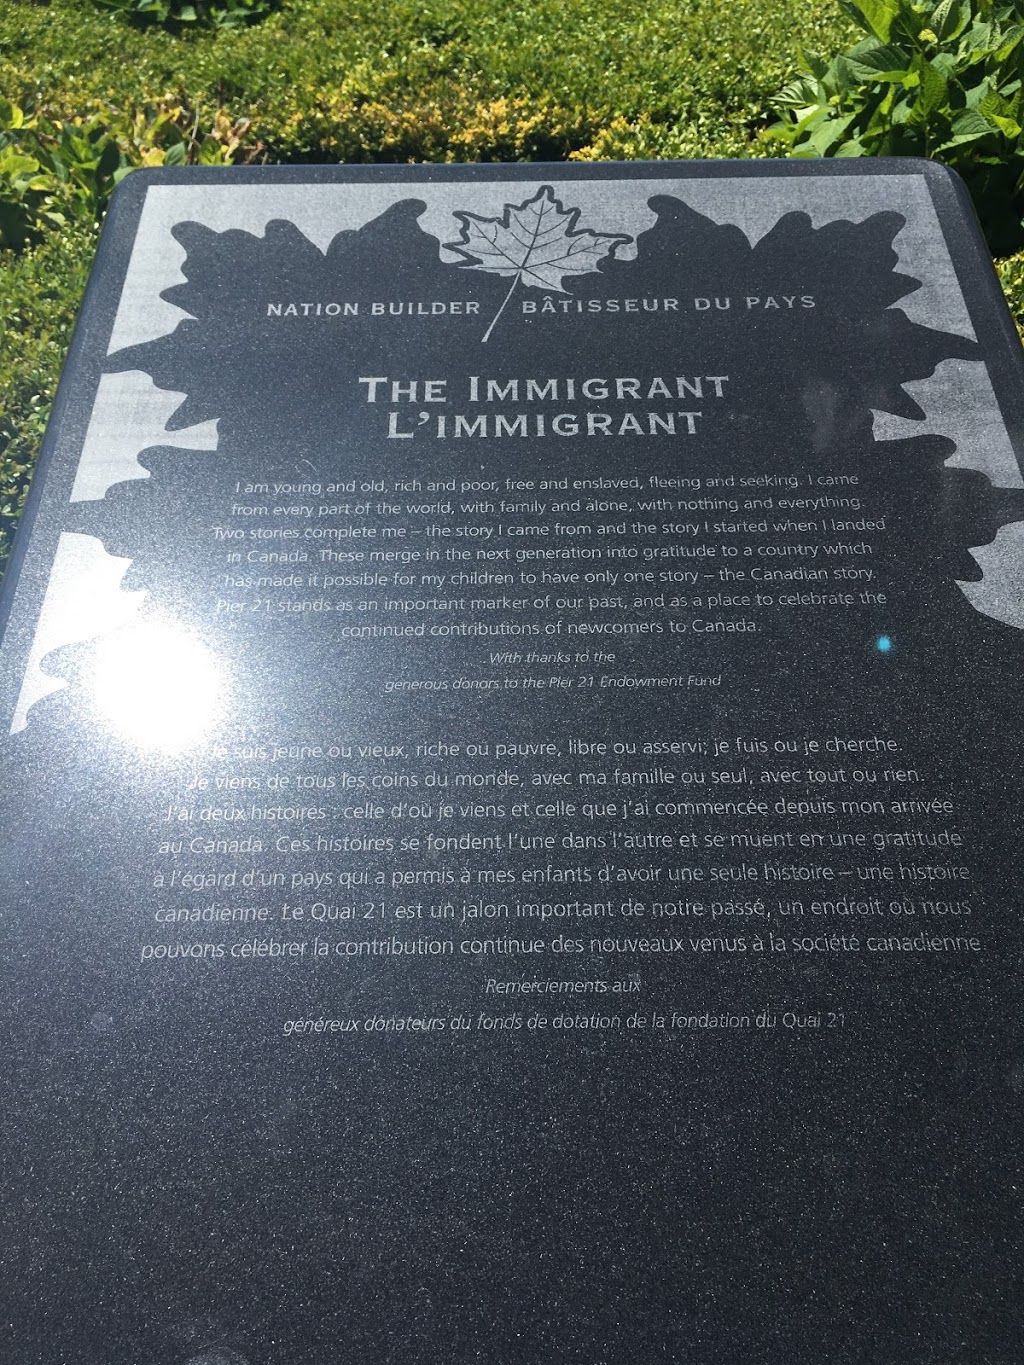 NATION BUILDER BÂTISSEUR DU PAYS
THE IMMIGRANT
L'IMMIGRANT
I am young and old, rich and poor, free and enslaved, fleeing and seeking. I came
from every part of the world, with family and alone, with nothing and everything.
Two stories complete me – the story I came from and the story I started when I landed
in Canada. These merge in the next generation into gratitude to a country which
has made it possible for my children to have only one story – the Canadian story.
Pier 21 stands as an important marker of our past, and as a place to celebrate the
continued contributions of newcomers to Canada.
With thanks to the
generous donors to the Pier 21 Endowment Fund
Je suis jeune ou vieux, riche ou pauvre, libre ou asservi; je fuis ou je cherche.
Je viens de tous les coins du monde, avec ma famille ou seul, avec tout ou rien.
J'ai deux histoires : celle d'où je viens et celle que j'ai commencée depuis mon arrivée
au Canada. Ces histoires se fondent l'une dans l'autre et se muent en une gratitude
à l'égard d'un pays qui a permis à mes enfants d'avoir une seule histoire – une histoire
canadienne. Le Quai 21 est un jalon important de notre passé, un endroit où nous
pouvons célébrer la contribution continue des nouveaux venus à la société canadienne.
Remerciements aux
généreux donateurs du fonds de dotation de la fondation du Quai 21